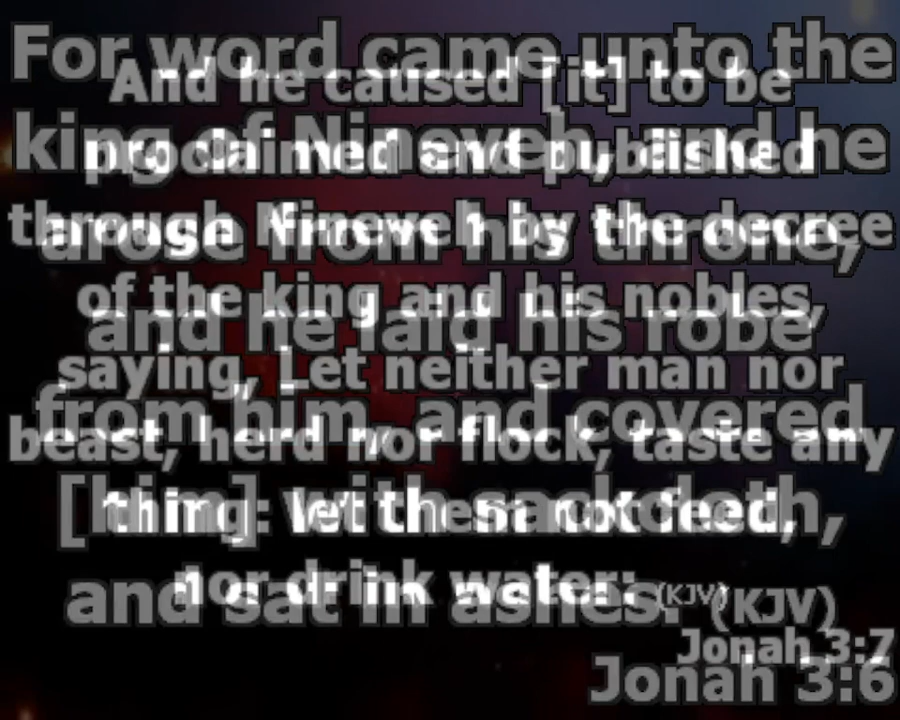 For word came unto the
king of Nineveh, and he
arose from his throne,
and he laid his robe
from him, and covered
[him] with sackcloth,
and sat in ashes. (KJV)
Jonah 3:6
And he caused [it] to be
proclaimed and published
through Nineveh by the decree
of the king and his nobles,
saying, Let neither man nor
beast, herd nor flock, taste any
thing: let them not feed,
nor drink water: (KJV)
Jonah 3:7